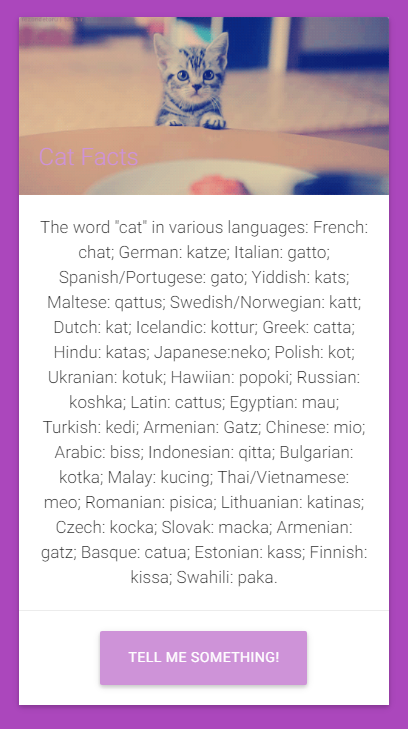 Cat Facts
The word "cat" in various languages: French:
chat; German: katze; Italian: gatto;
Spanish/Portugese: gato; Yiddish: kats;
Maltese: qattus; Swedish/Norwegian: katt;
Dutch: kat; Icelandic: kottur; Greek: catta;
Hindu: katas; Japanese:neko; Polish: kot;
Ukranian: kotuk; Hawiian: popoki; Russian:
koshka; Latin: cattus; Egyptian: mau;
Turkish: kedi; Armenian: Gatz; Chinese: mio;
Arabic: biss; Indonesian: qitta; Bulgarian:
kotka; Malay: kucing; Thai/Vietnamese:
meo; Romanian: pisica; Lithuanian: katinas;
Czech: kocka; Slovak: macka; Armenian:
gatz; Basque: catua; Estonian: kass; Finnish:
kissa; Swahili: paka.
TELL ME SOMETHING!